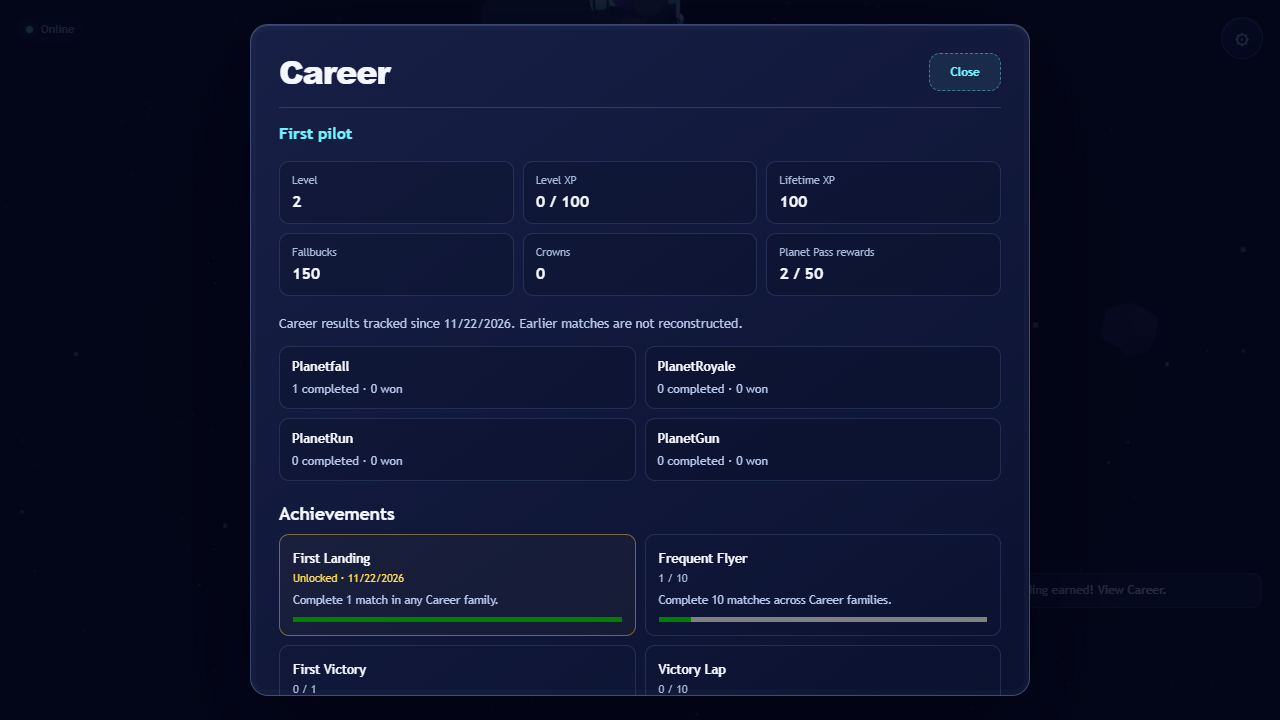 Online
Career
Close
First pilot
Level
2
Level XP
0 / 100
Lifetime XP
100
Fallbucks
150
Crowns
0
Planet Pass rewards
2 / 50
Career results tracked since 11/22/2026. Earlier matches are not reconstructed.
Planetfall
1 completed · 0 won
PlanetRoyale
0 completed · 0 won
PlanetRun
0 completed · 0 won
PlanetGun
0 completed · 0 won
Achievements
First Landing
Unlocked · 11/22/2026
Complete 1 match in any Career family.
Frequent Flyer
1 / 10
Complete 10 matches across Career families.
earned! View Career.
First Victory
0 / 1
Victory Lap
0 / 10